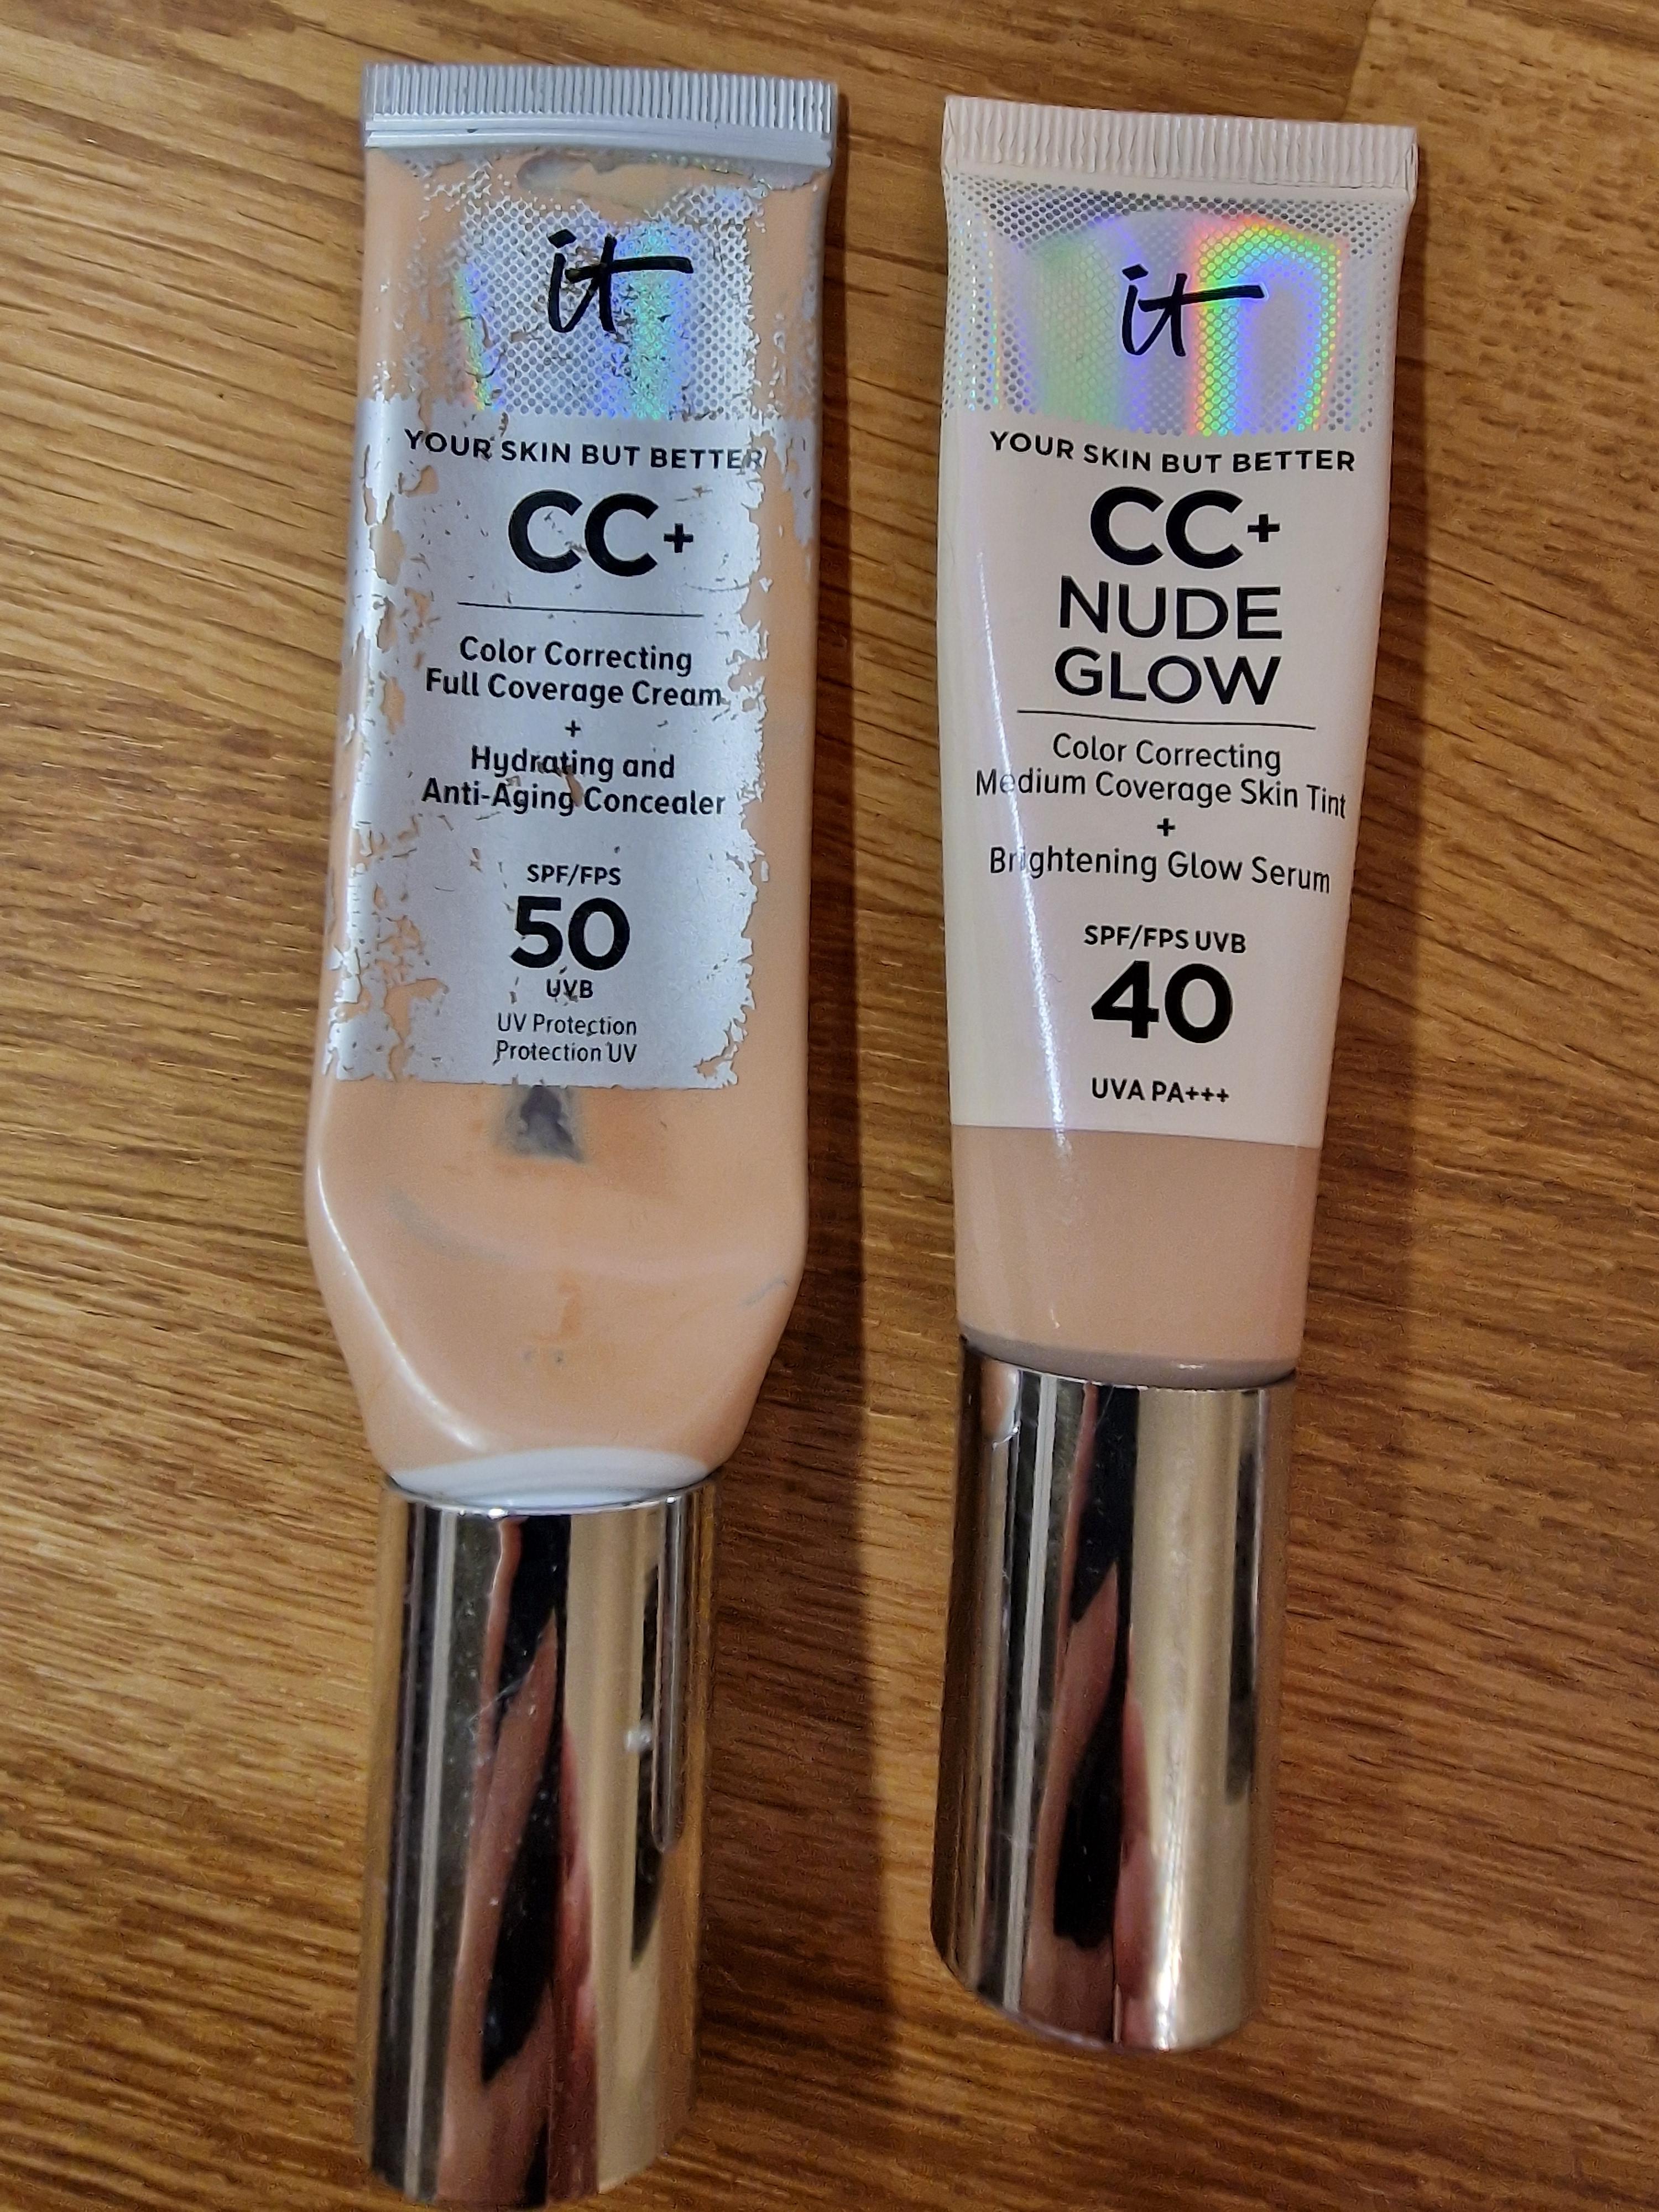 it
YOUR SKIN BUT BETTER
CC+
Color Correcting
Full Coverage Cream
+
Hydrating and
Anti-Aging Concealer
SPF/FPS
50
UVB
UV Protection
Protection UV
it
YOUR SKIN BUT BETTER
CC+
NUDE
GLOW
Color Correcting
Medium Coverage Skin Tint
+
Brightening Glow Serum
SPF/FPS UVB
40
UVA PA+++